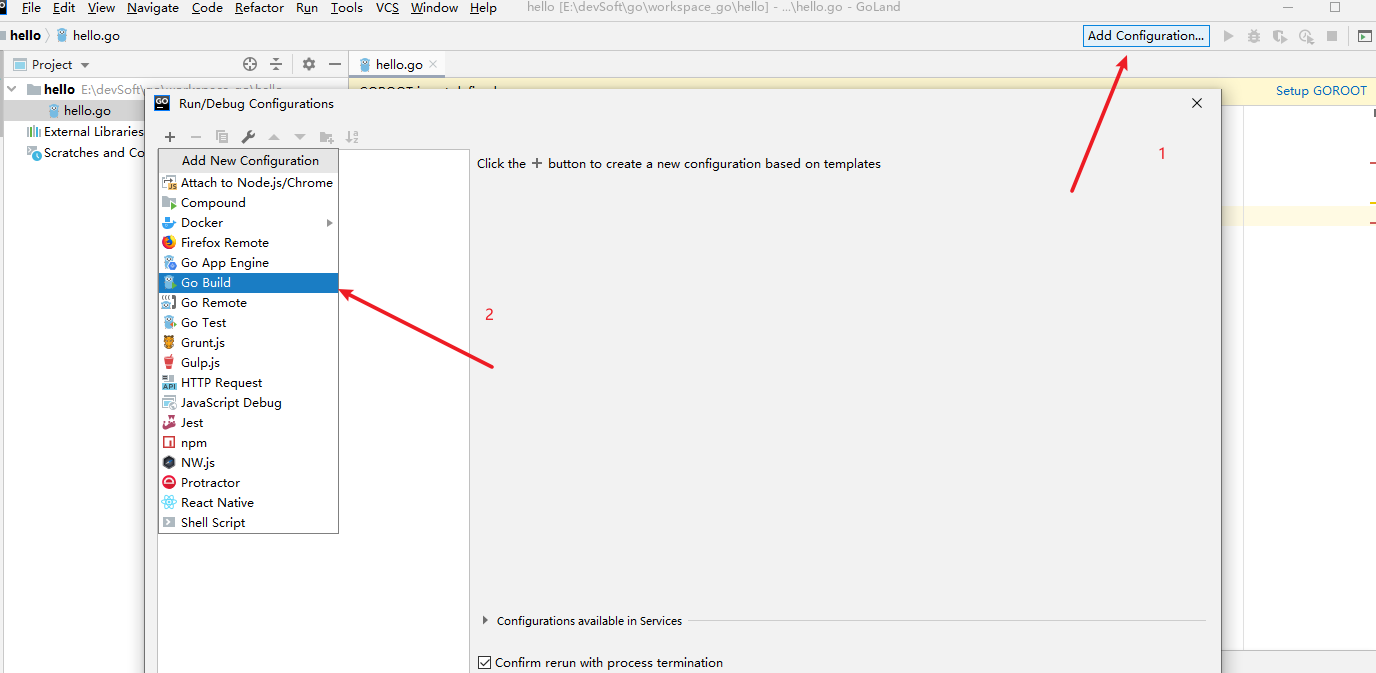 File Edit View Navigate Code Refactor Run Tools VCS Window Help hello [E:\devSoft\go\workspace_go\hello] - ...\hello.go - GoLand
hello hello.go Add Configuration...
Project hello.go
hello E:\devSoft\go\workspace_go\hello Setup GOROOT
GO Run/Debug Configurations
hello.go
External Libraries
Scratches and Co
1
Add New Configuration
Click the + button to create a new configuration based on templates
Attach to Node.js/Chrome
Compound
Docker
Firefox Remote
Go App Engine
Go Build
Go Remote
2
Go Test
Grunt.js
Gulp.js
HTTP Request
JavaScript Debug
Jest
npm
NW.js
Protractor
React Native
Shell Script
Configurations available in Services
Confirm rerun with process termination